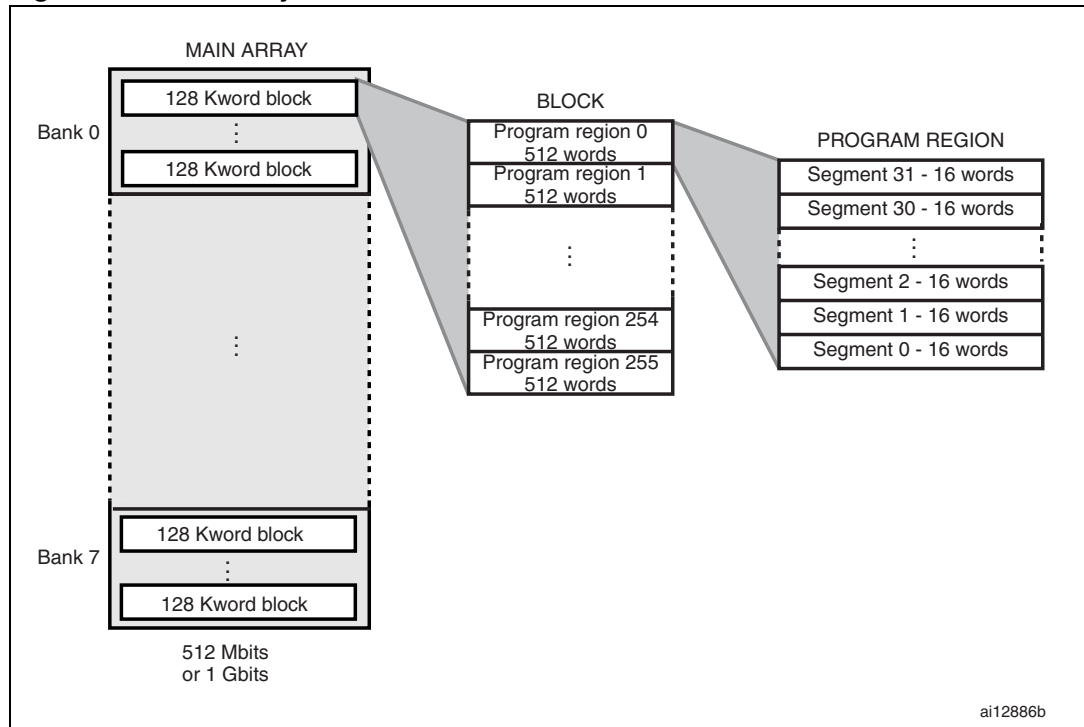 MAIN ARRAY
Bank 0
128 Kword block
128 Kword block
Bank 7
128 Kword block
128 Kword block
512 Mbits
or 1 Gbits
BLOCK
Program region 0
512 words
Program region 1
512 words
Program region 254
512 words
Program region 255
512 words
PROGRAM REGION
Segment 31 - 16 words
Segment 30 - 16 words
Segment 2 - 16 words
Segment 1 - 16 words
Segment 0 - 16 words
ai12886b